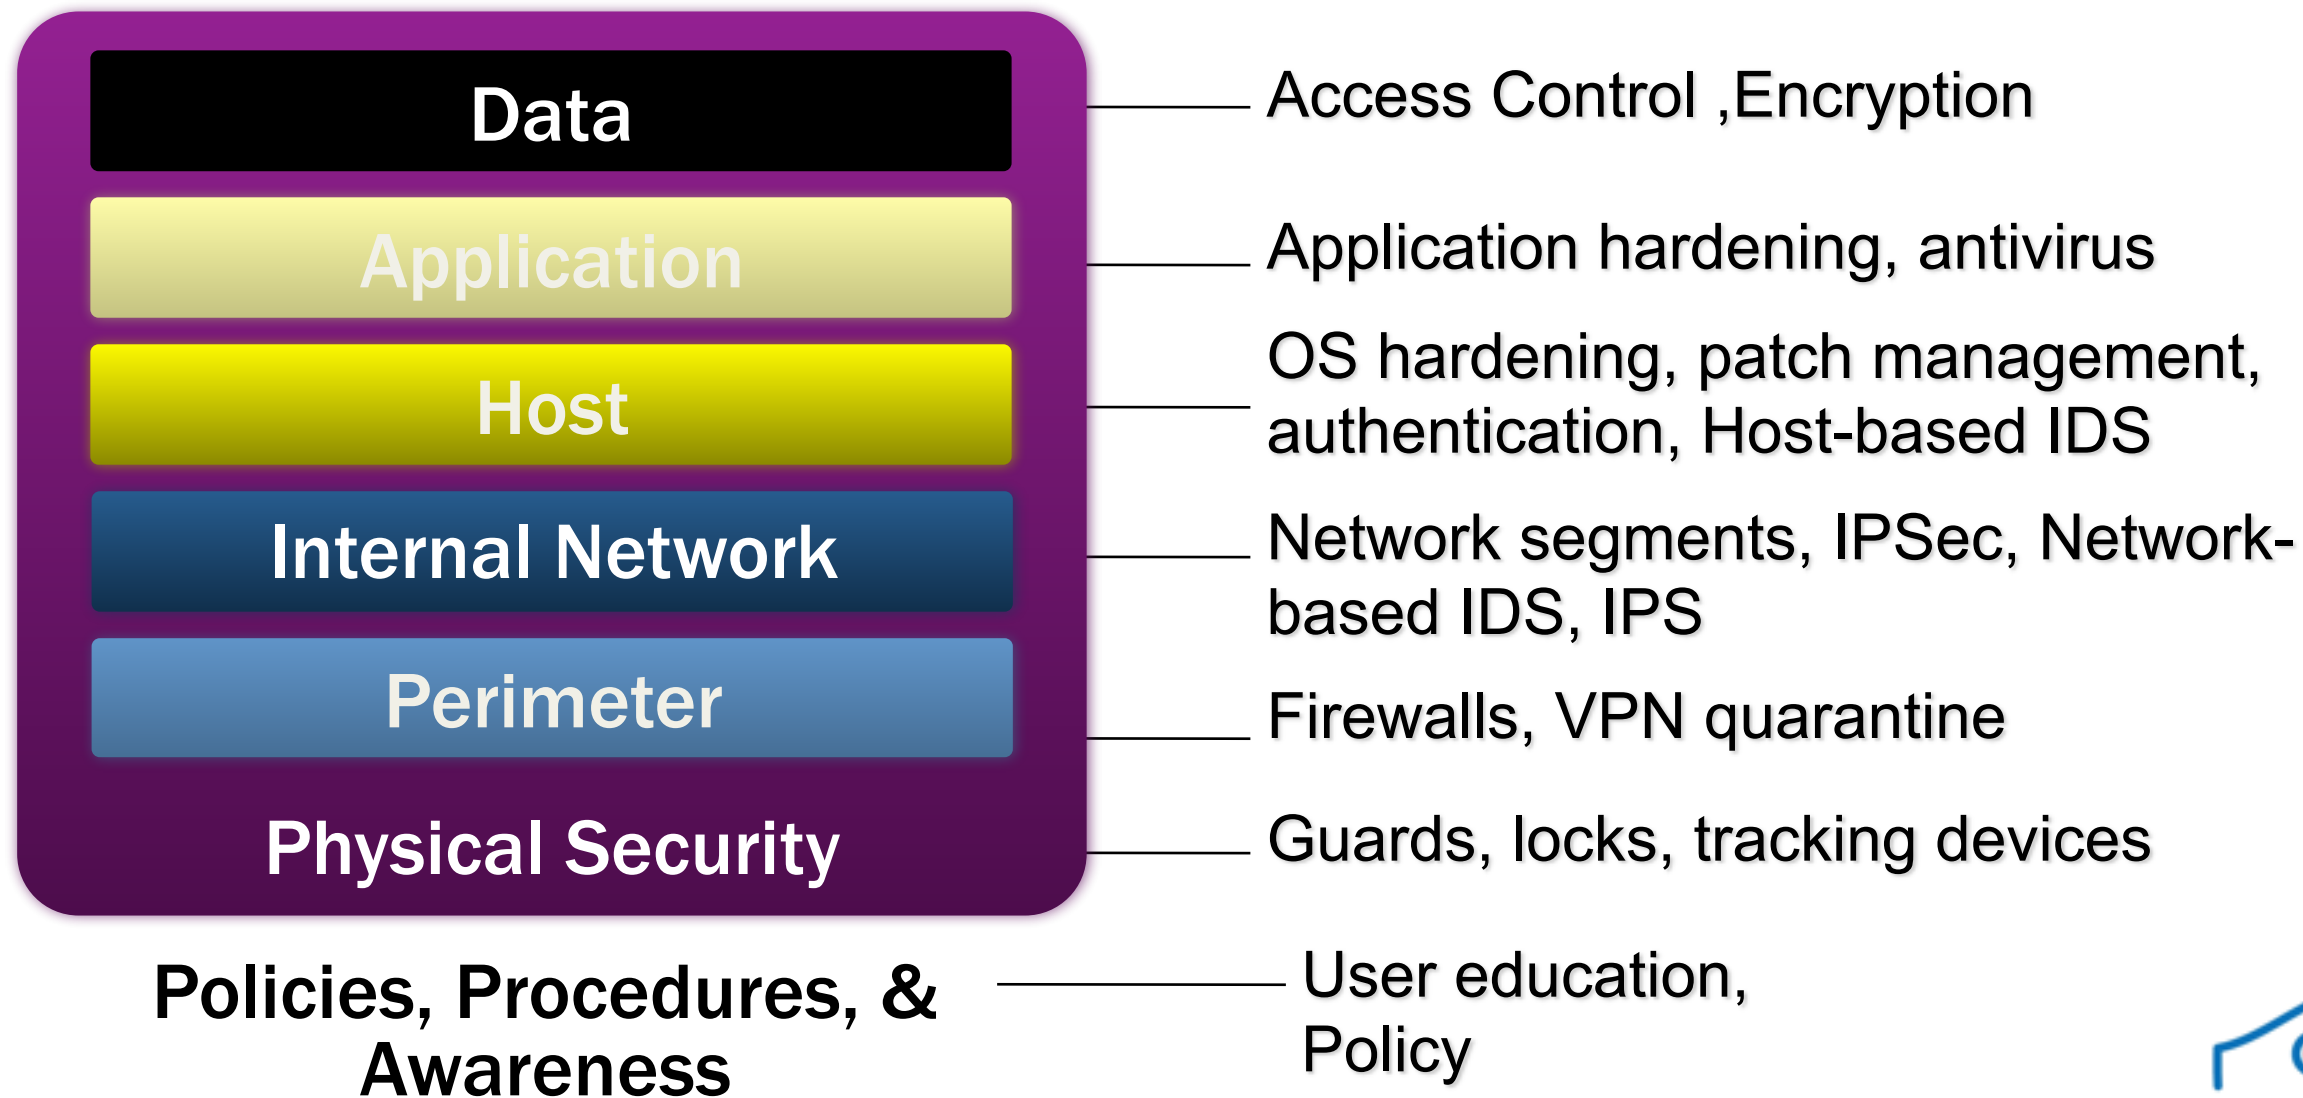 Data
Access Control ,Encryption
Application
Application hardening, antivirus
Host
OS hardening, patch management,
authentication, Host-based IDS
Internal Network
Network segments, IPSec, Network-
based IDS, IPS
Perimeter
Firewalls, VPN quarantine
Physical Security
Guards, locks, tracking devices
Policies, Procedures, &
Awareness
User education,
Policy